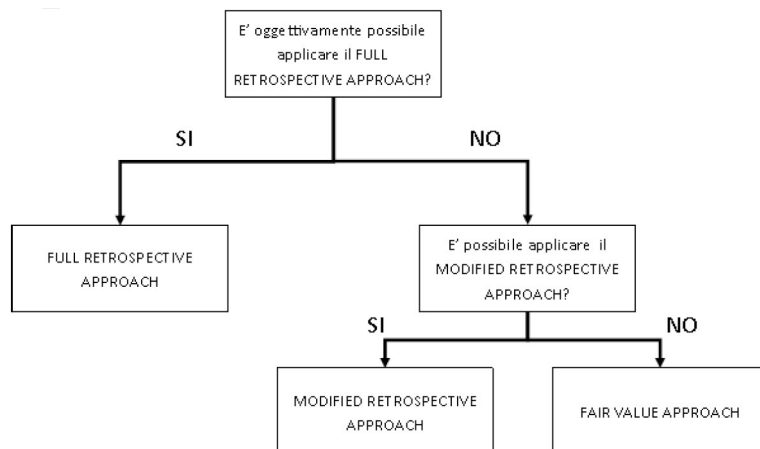 E' oggettivamente possibile
applicare il FULL
RETROSPECTIVE APPROACH?
SI
NO
FULL RETROSPECTIVE
APPROACH
E' possibile applicare il
MODIFIED RETROSPECTIVE
APPROACH?
SI
NO
MODIFIED RETROSPECTIVE
APPROACH
FAIR VALUE APPROACH